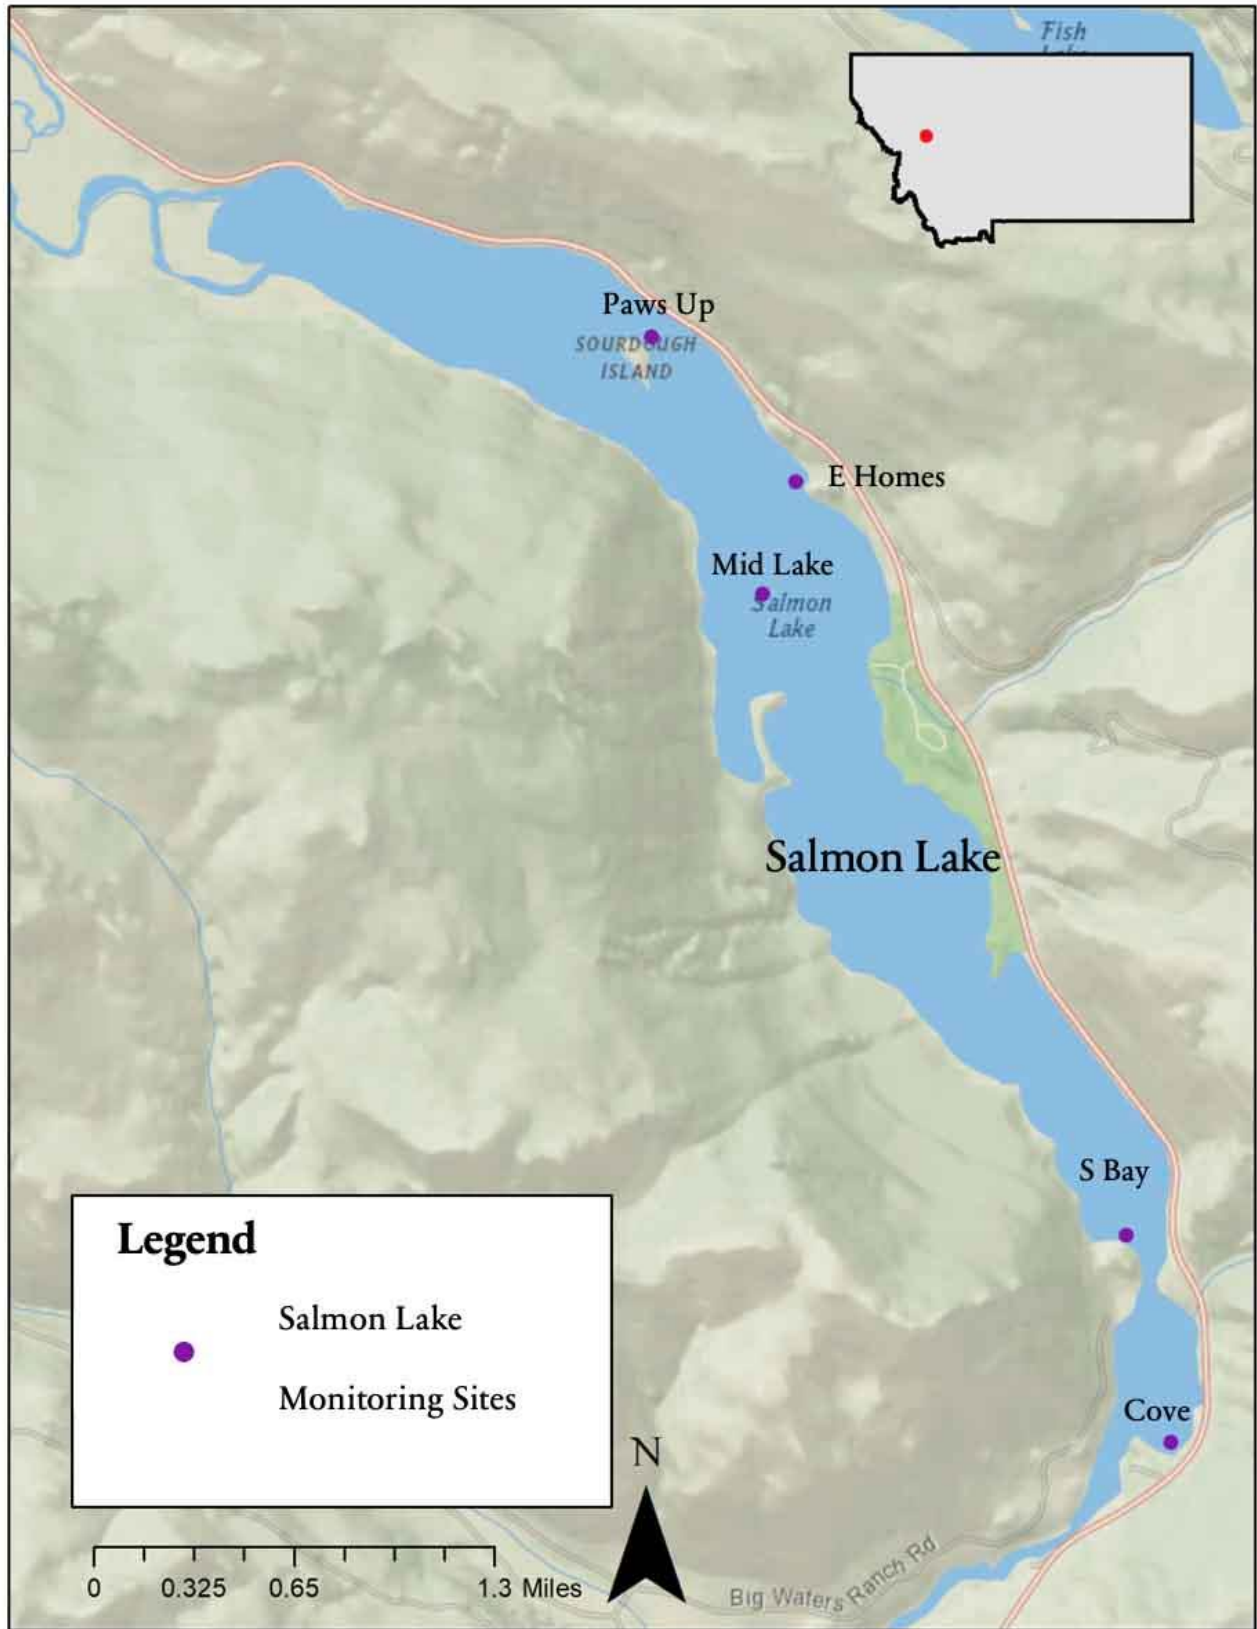 Fish
Lake
Paws Up
SOURDOUGH
ISLAND
E Homes
Mid Lake
Salmon
Lake
Salmon Lake
S Bay
Legend
Salmon Lake
Monitoring Sites
Cove
N
0 0.325 0.65 1.3 Miles
Big Waters Ranch Rd